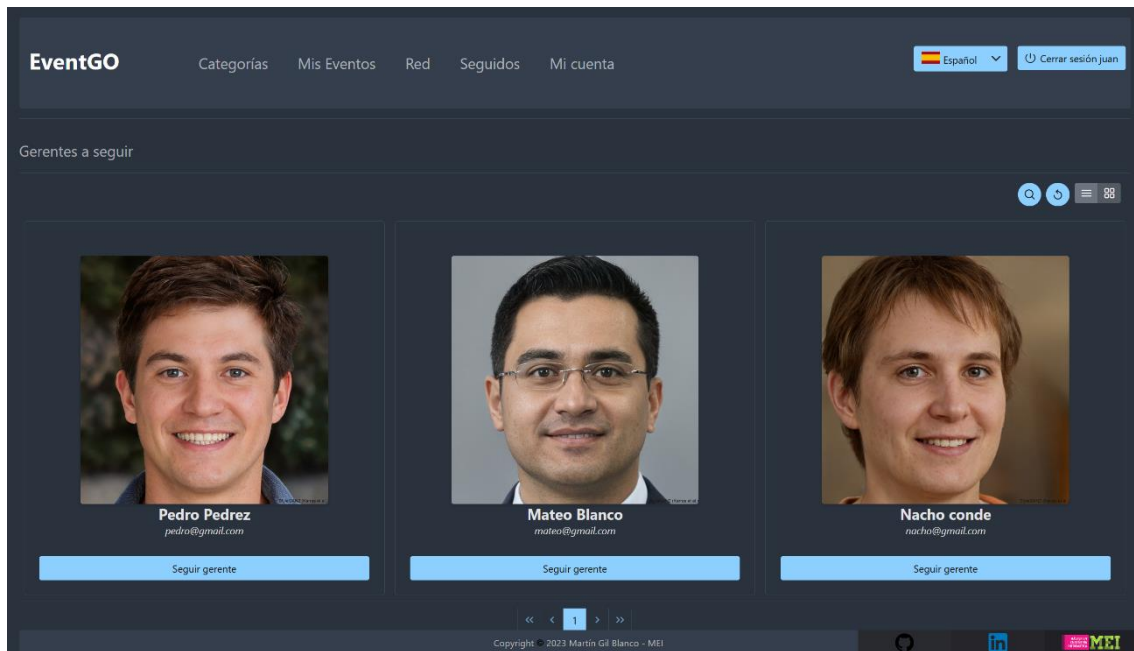 EventGO
Categorías
Mis Eventos
Red
Seguidos
Mi cuenta
Español
Cerrar sesión juan
Gerentes a seguir
Pedro Pedrez
pedro@gmail.com
Seguir gerente
Mateo Blanco
mateo@gmail.com
Seguir gerente
Nacho conde
nacho@gmail.com
Seguir gerente
« ‹ 1 › »
Copyright © 2023 Martín Gil Blanco - MEI
in
MEI